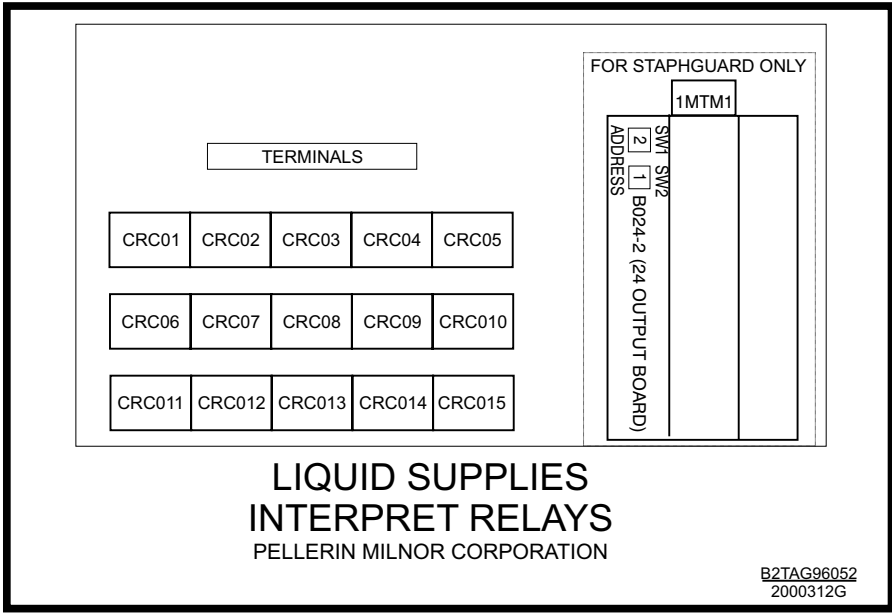 FOR STAPHGUARD ONLY
1MTM1
TERMINALS
SW1 SW2
2 1
ADDRESS
B024-2 (24 OUTPUT BOARD)
CRC01 CRC02 CRC03 CRC04 CRC05
CRC06 CRC07 CRC08 CRC09 CRC010
CRC011 CRC012 CRC013 CRC014 CRC015
LIQUID SUPPLIES
INTERPRET RELAYS
PELLERIN MILNOR CORPORATION
B2TAG96052
2000312G